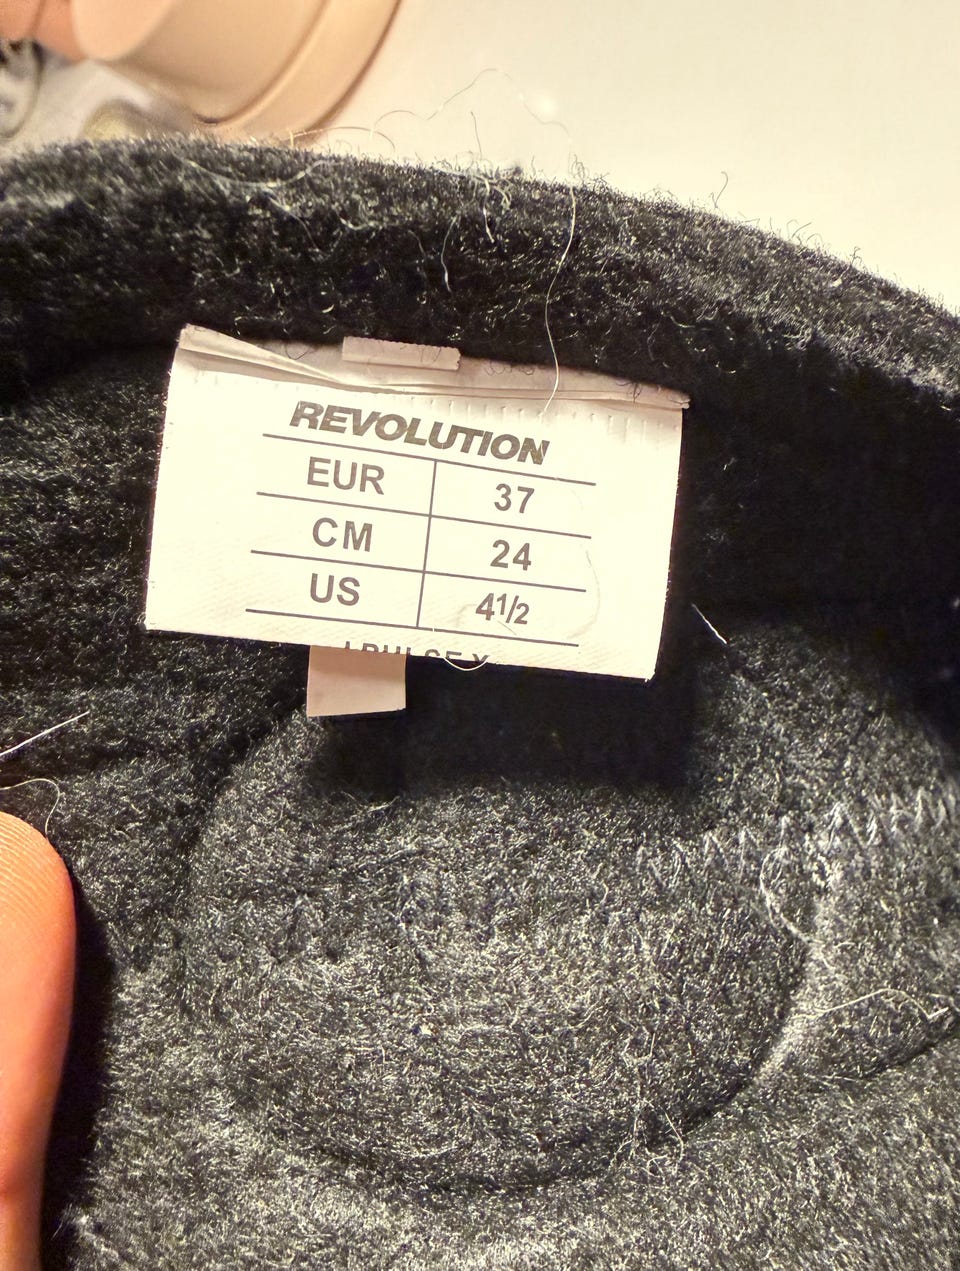 REVOLUTION
EUR 37
CM 24
US 4½